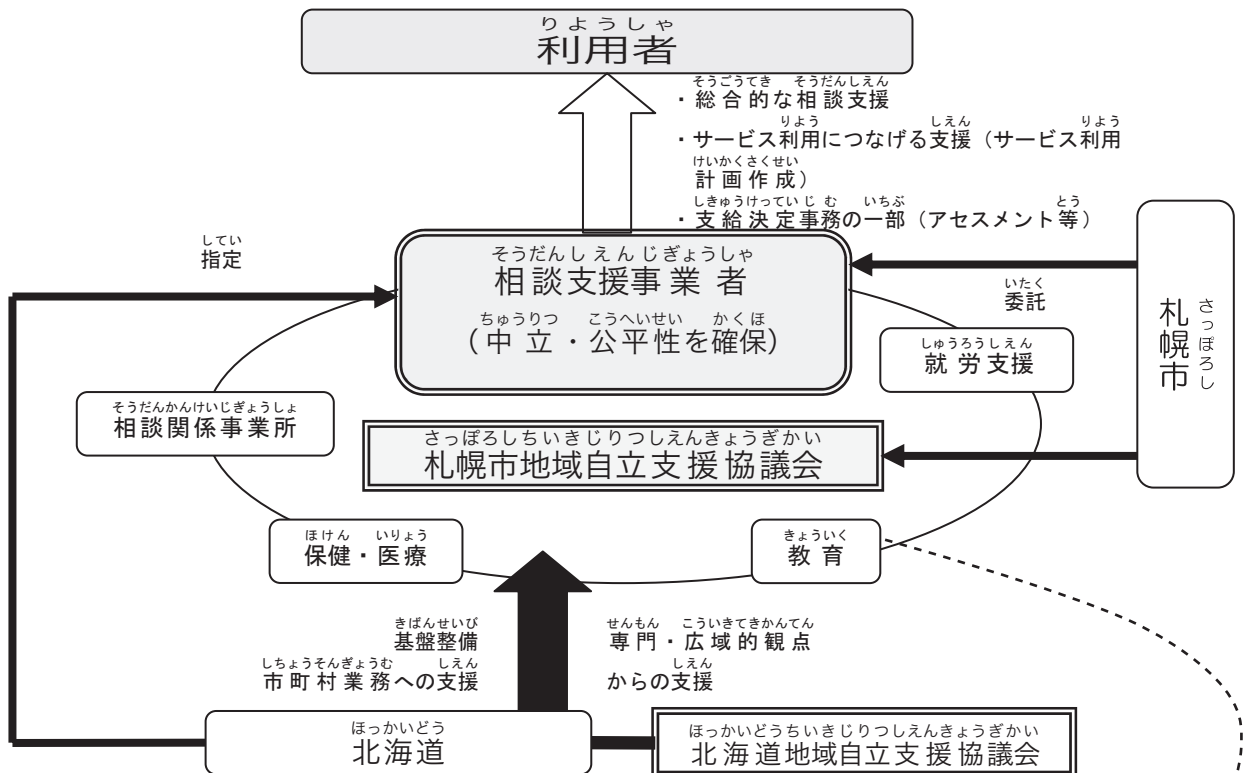 りようしゃ
利用者
そうごうてき そうだんしえん
・総合的な相談支援
りよう しえん りよう
・サービス利用につなげる支援（サービス利用
けいかくさくせい
計画作成）
しきゅうけっていじむ いちぶ とう
・支給決定事務の一部（アセスメント等）
してい
指定
そうだんしえんじぎょうしゃ
相談支援事業者
ちゅうりつ こうへいせい かくほ
（中立・公平性を確保）
いたく
委託
さっぽろし
札幌市
しゅうろうしえん
就労支援
そうだんかんけいじぎょうしょ
相談関係事業所
さっぽろしちいきじりつしえんきょうぎかい
札幌市地域自立支援協議会
ほけん いりょう
保健・医療
きょういく
教育
きばんせいび
基盤整備
しちょうそんぎょうむ しえん
市町村業務への支援
せんもん こういきてきかんてん
専門・広域的観点
しえん
からの支援
ほっかいどう
北海道
ほっかいどうちいきじりつしえんきょうぎかい
北海道地域自立支援協議会